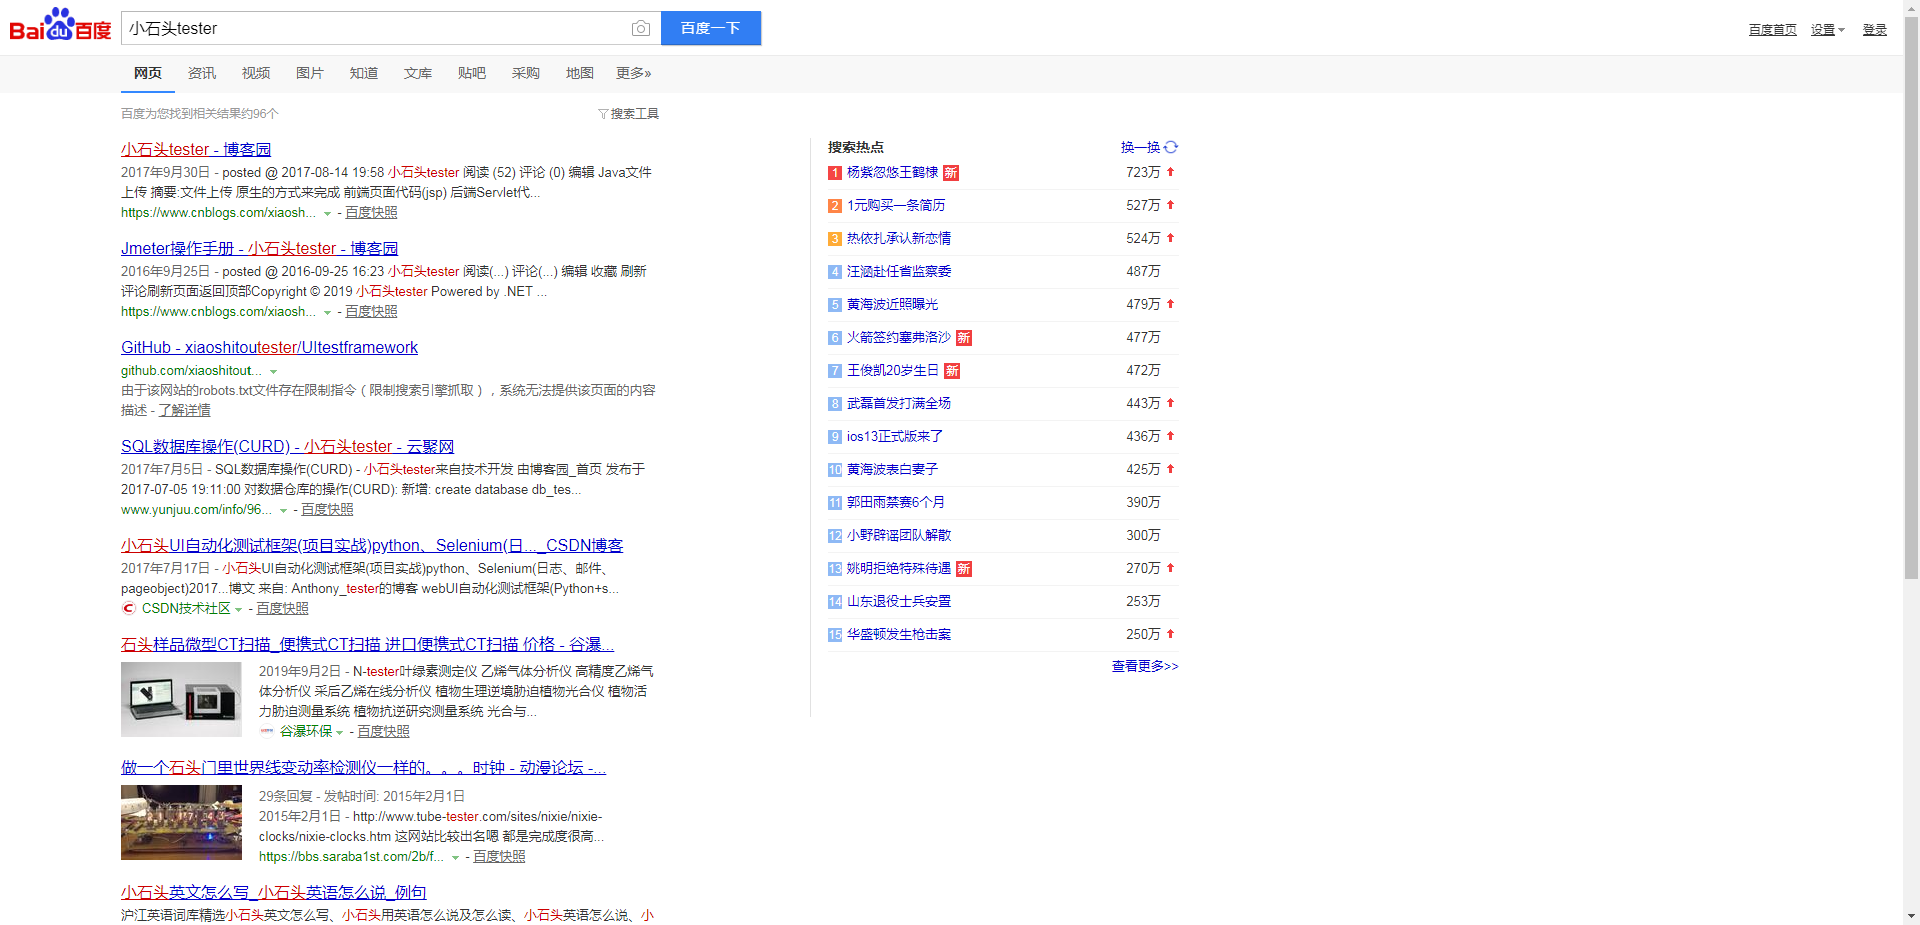 Baidu百度
小石头tester
百度一下
百度首页 设置 登录
网页 资讯 视频 图片 知道 文库 贴吧 采购 地图 更多»
百度为您找到相关结果约96个
搜索工具
小石头tester - 博客园
2017年9月30日 - posted @ 2017-08-14 19:58 小石头tester 阅读 (52) 评论 (0) 编辑 Java文件
上传 摘要:文件上传 原生的方式来完成 前端页面代码(jsp) 后端Servlet代...
https://www.cnblogs.com/xiaosh... - 百度快照
Jmeter操作手册 - 小石头tester - 博客园
2016年9月25日 - posted @ 2016-09-25 16:23 小石头tester 阅读(...) 评论(...) 编辑 收藏 刷新
评论刷新页面返回顶部Copyright © 2019 小石头tester Powered by .NET ...
https://www.cnblogs.com/xiaosh... - 百度快照
GitHub - xiaoshitoutester/UItestframework
github.com/xiaoshitout...
由于该网站的robots.txt文件存在限制指令（限制搜索引擎抓取），系统无法提供该页面的内容
描述 - 了解详情
SQL数据库操作(CURD) - 小石头tester - 云聚网
2017年7月5日 - SQL数据库操作(CURD) - 小石头tester来自技术开发 由博客园_首页 发布于
2017-07-05 19:11:00 对数据仓库的操作(CURD): 新增: create database db_tes...
www.yunjuu.com/info/96... - 百度快照
小石头UI自动化测试框架(项目实战)python、Selenium(日..._CSDN博客
2017年7月17日 - 小石头UI自动化测试框架(项目实战)python、Selenium(日志、邮件、
pageobject)2017...博文 来自: Anthony_tester的博客 webUI自动化测试框架(Python+s...
CSDN技术社区 - 百度快照
石头样品微型CT扫描_便携式CT扫描 进口便携式CT扫描 价格 - 谷瀑...
2019年9月2日 - N-tester叶绿素测定仪 乙烯气体分析仪 高精度乙烯气
体分析仪 采后乙烯在线分析仪 植物生理逆境胁迫植物光合仪 植物活
力胁迫测量系统 植物抗逆研究测量系统 光合与...
谷瀑环保 - 百度快照
做一个石头门里世界线变动率检测仪一样的。。。时钟 - 动漫论坛 -...
29条回复 - 发帖时间: 2015年2月1日
2015年2月1日 - http://www.tube-tester.com/sites/nixie/nixie-
clocks/nixie-clocks.htm 这网站比较出名嗯 都是完成度很高...
https://bbs.saraba1st.com/2b/f... - 百度快照
小石头英文怎么写_小石头英语怎么说_例句
沪江英语词库精选小石头英文怎么写、小石头用英语怎么说及怎么读、小石头英语怎么说、小
搜索热点 换一换
1 杨紫忽悠王鹤棣 新 723万
2 1元购买一条简历 527万
3 热依扎承认新恋情 524万
4 汪涵赴任省监察委 487万
5 黄海波近照曝光 479万
6 火箭签约塞弗洛沙 新 477万
7 王俊凯20岁生日 新 472万
8 武磊首发打满全场 443万
9 ios13正式版来了 436万
10 黄海波表白妻子 425万
11 郭田雨禁赛6个月 390万
12 小野辟谣团队解散 300万
13 姚明拒绝特殊待遇 新 270万
14 山东退役士兵安置 253万
15 华盛顿发生枪击案 250万
查看更多>>